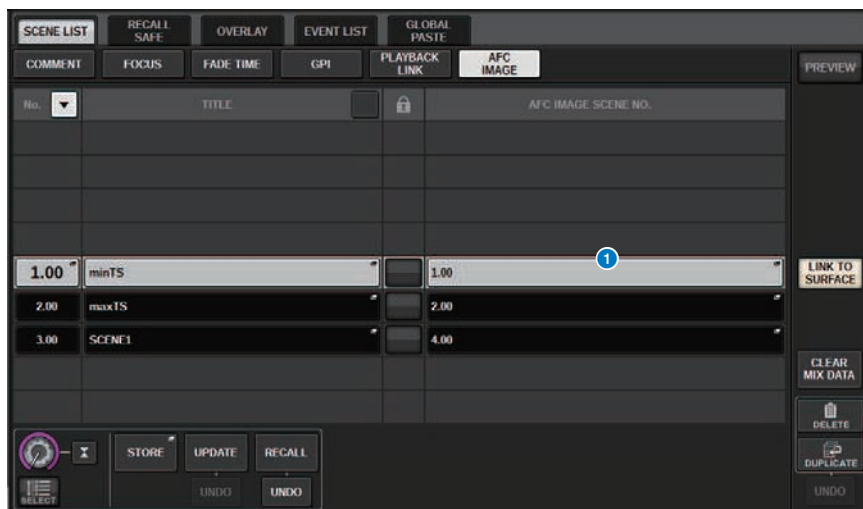 SCENE LIST
RECALL
SAFE
OVERLAY
EVENT LIST
GLOBAL
PASTE
COMMENT
FOCUS
FADE TIME
GPI
PLAYBACK
LINK
AFC
IMAGE
PREVIEW
No.
TITLE
AFC IMAGE SCENE NO.
1
1.00
minTS
1.00
LINK TO
SURFACE
2.00
maxTS
2.00
3.00
SCENE1
4.00
CLEAR
MIX DATA
DELETE
STORE
UPDATE
RECALL
DUPLICATE
SELECT
UNDO
UNDO
UNDO